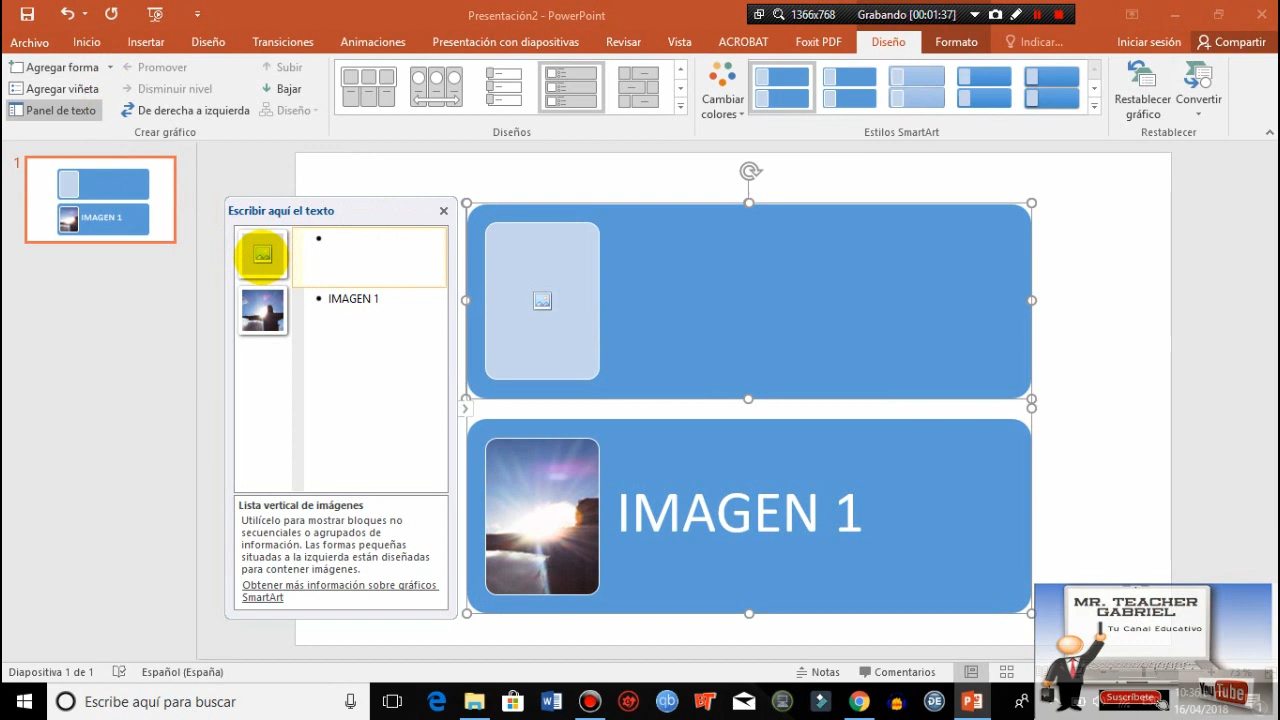 Presentación2 - PowerPoint
1366x768
Grabando [00:01:37]
Archivo
Inicio
Insertar
Diseño
Transiciones
Animaciones
Presentación con diapositivas
Revisar
Vista
ACROBAT
Foxit PDF
Diseño
Formato
Indicar...
Iniciar sesión
Compartir
Agregar forma
Promover
Subir
Agregar viñeta
Disminuir nivel
Bajar
Panel de texto
De derecha a izquierda
Diseño
Crear gráfico
Diseños
Cambiar
colores
Estilos SmartArt
Restablecer
gráfico
Convertir
Restablecer
1
IMAGEN 1
Escribir aquí el texto
IMAGEN 1
Lista vertical de imágenes
Utilícelo para mostrar bloques no
secuenciales o agrupados de
información. Las formas pequeñas
situadas a la izquierda están diseñadas
para contener imágenes.
Obtener más información sobre gráficos
SmartArt
IMAGEN 1
MR. TEACHER
GABRIEL
Tu Canal Educativo
Suscribete
Tube
Diapositiva 1 de 1
Español (España)
Notas
Comentarios
Escribe aquí para buscar
16/04/2018